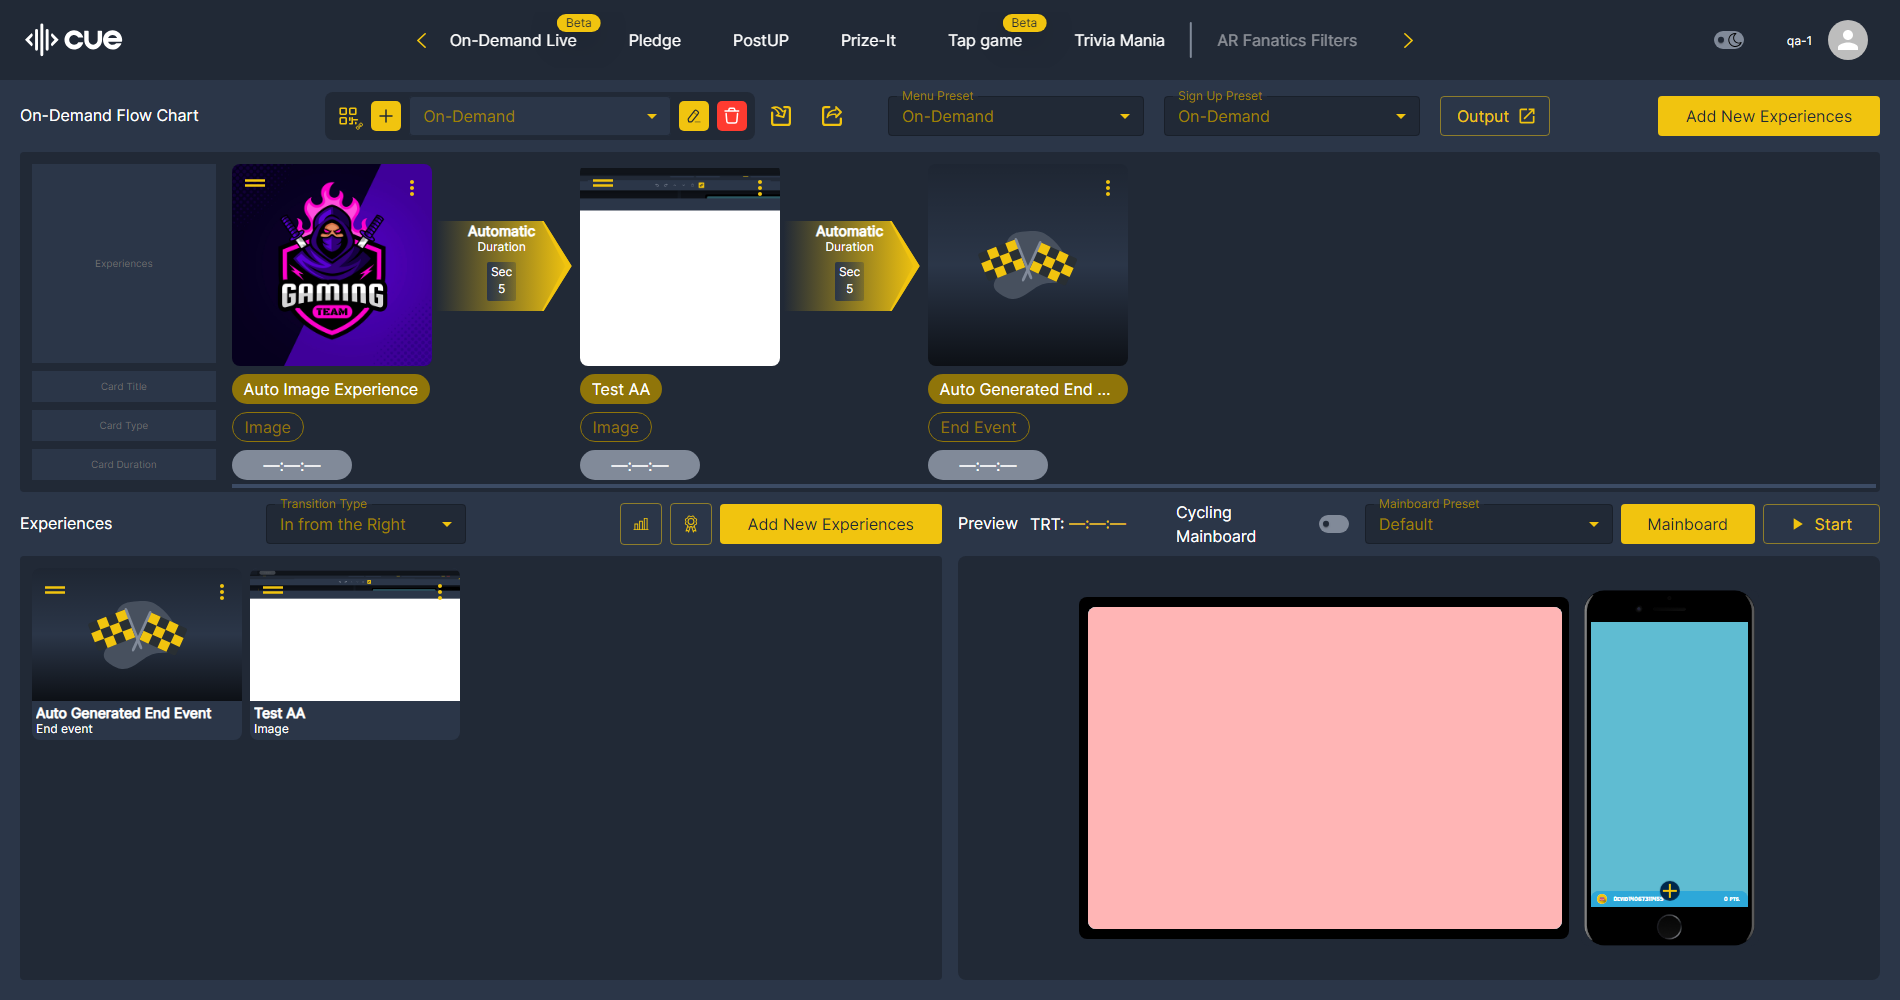 cue
On-Demand Live
Beta
Pledge
PostUP
Prize-It
Tap game
Beta
Trivia Mania
AR Fanatics Filters
qa-1
On-Demand Flow Chart
On-Demand
Menu Preset
On-Demand
Sign Up Preset
On-Demand
Output
Add New Experiences
Experiences
Card Title
Card Type
Card Duration
GAMING
TEAM
Automatic
Duration
Sec
5
Automatic
Duration
Sec
5
Auto Image Experience
Test AA
Auto Generated End ...
Image
Image
End Event
—:—:—
—:—:—
—:—:—
Experiences
Transition Type
In from the Right
Add New Experiences
Preview
TRT: —:—:—
Cycling
Mainboard
Mainboard Preset
Default
Mainboard
Start
Auto Generated End Event
End event
Test AA
Image
0 PTS.